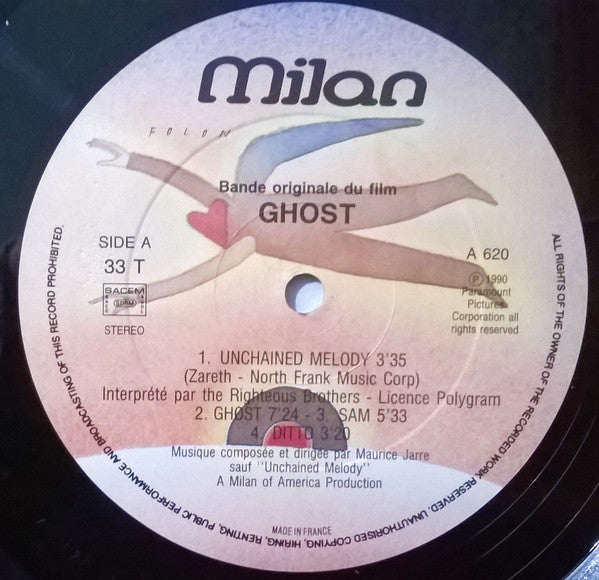 Milan
FOLON
Bande originale du film
GHOST
SIDE A
33 T
SACEM
SDRM
STEREO
A 620
℗ 1990
Paramount
Pictures
Corporation all
rights reserved
1. UNCHAINED MELODY 3'35
(Zareth - North Frank Music Corp)
Interprété par the Righteous Brothers - Licence Polygram
2. GHOST 7'24 - 3. SAM 5'33
4. DITTO 3'20
Musique composée et dirigée par Maurice Jarre
sauf "Unchained Melody"
A Milan of America Production
MADE IN FRANCE
ALL RIGHTS OF THE OWNER OF THE RECORDED WORK RESERVED. UNAUTHORISED COPYING, HIRING, RENTING, PUBLIC PERFORMANCE AND BROADCASTING OF THIS RECORD PROHIBITED.